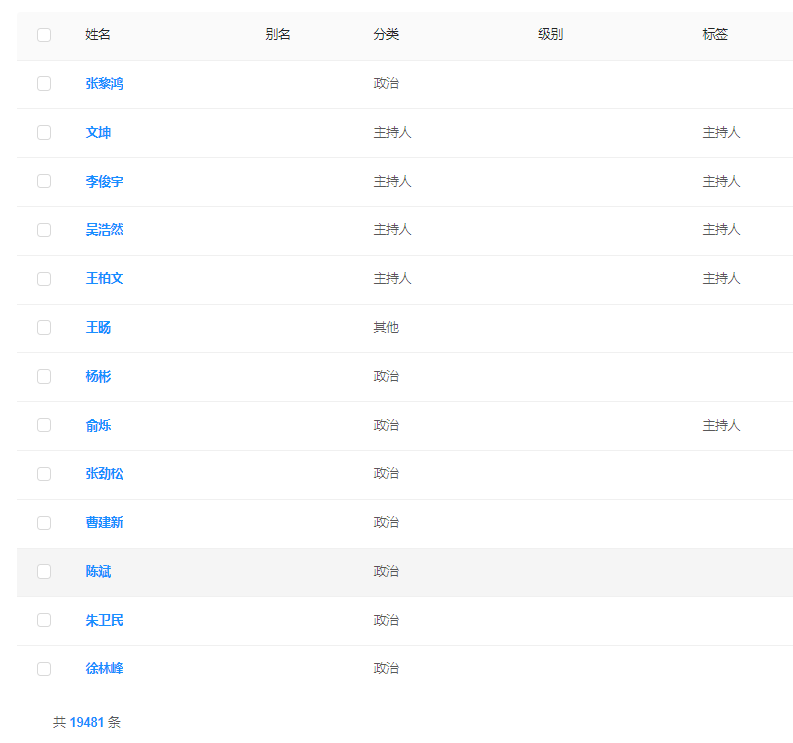 姓名 别名 分类 级别 标签
张黎鸿 政治
文坤 主持人 主持人
李俊宇 主持人 主持人
吴浩然 主持人 主持人
王柏文 主持人 主持人
王旸 其他
杨彬 政治
俞烁 政治 主持人
张劲松 政治
曹建新 政治
陈斌 政治
朱卫民 政治
徐林峰 政治
共 19481 条